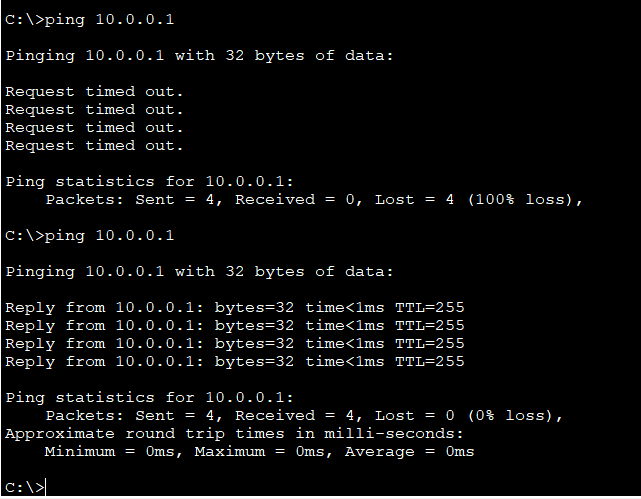 C:\>ping 10.0.0.1
Pinging 10.0.0.1 with 32 bytes of data:
Request timed out.
Request timed out.
Request timed out.
Request timed out.
Ping statistics for 10.0.0.1:
    Packets: Sent = 4, Received = 0, Lost = 4 (100% loss),
C:\>ping 10.0.0.1
Pinging 10.0.0.1 with 32 bytes of data:
Reply from 10.0.0.1: bytes=32 time<1ms TTL=255
Reply from 10.0.0.1: bytes=32 time<1ms TTL=255
Reply from 10.0.0.1: bytes=32 time<1ms TTL=255
Reply from 10.0.0.1: bytes=32 time<1ms TTL=255
Ping statistics for 10.0.0.1:
    Packets: Sent = 4, Received = 4, Lost = 0 (0% loss),
Approximate round trip times in milli-seconds:
    Minimum = 0ms, Maximum = 0ms, Average = 0ms
C:\>